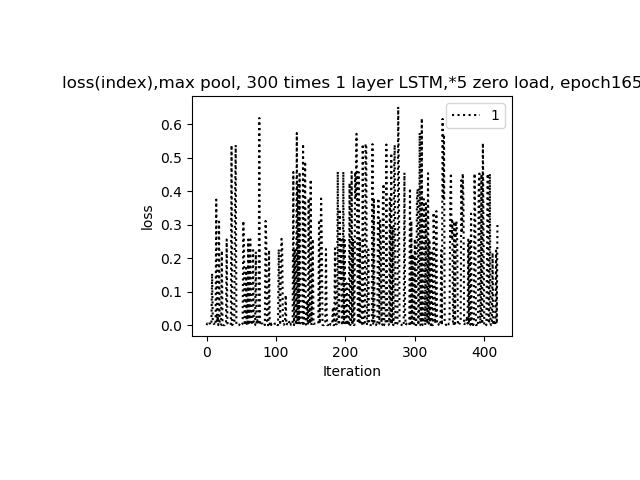 loss(index),max pool, 300 times 1 layer LSTM,*5 zero load, epoch165
1
0.6
0.5
0.4
0.3
0.2
0.1
0.0
loss
0 100 200 300 400
Iteration